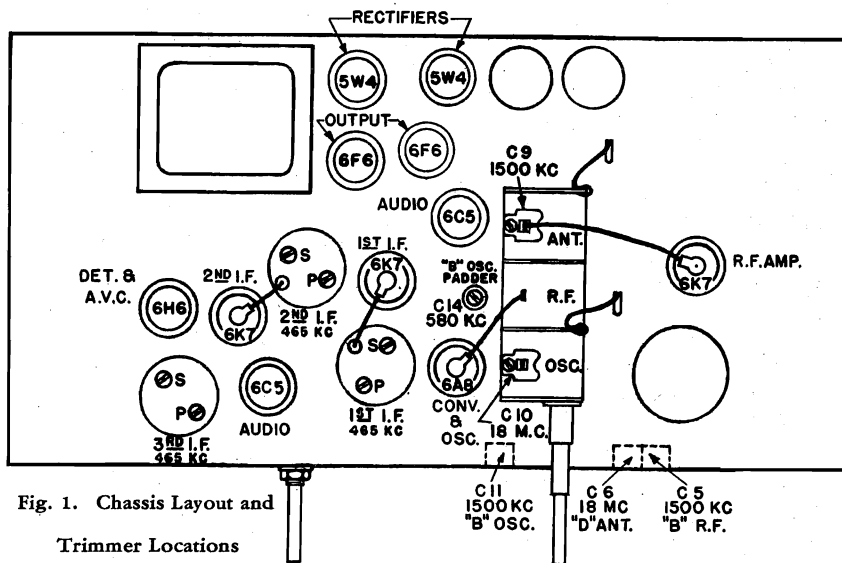 RECTIFIERS
5W4
5W4
OUTPUT
6F6
6F6
C9
1500 KC
AUDIO
6C5
ANT.
R.F. AMP.
6K7
1ST I.F.
6K7
"B" OSC.
PADDER
C14
580 KC
R.F.
DET. &
A.V.C.
6H6
2ND I.F.
6K7
S
P
2ND I.F.
465 KC
S
P
1ST I.F.
465 KC
6A8
CONV.
&
OSC.
OSC.
C10
18 M.C.
S
P
3RD I.F.
465 KC
6C5
AUDIO
C11
1500 KC
"B" OSC.
C6
18 MC
"D" ANT.
C5
1500 KC
"B" R.F.
Fig. 1. Chassis Layout and
Trimmer Locations